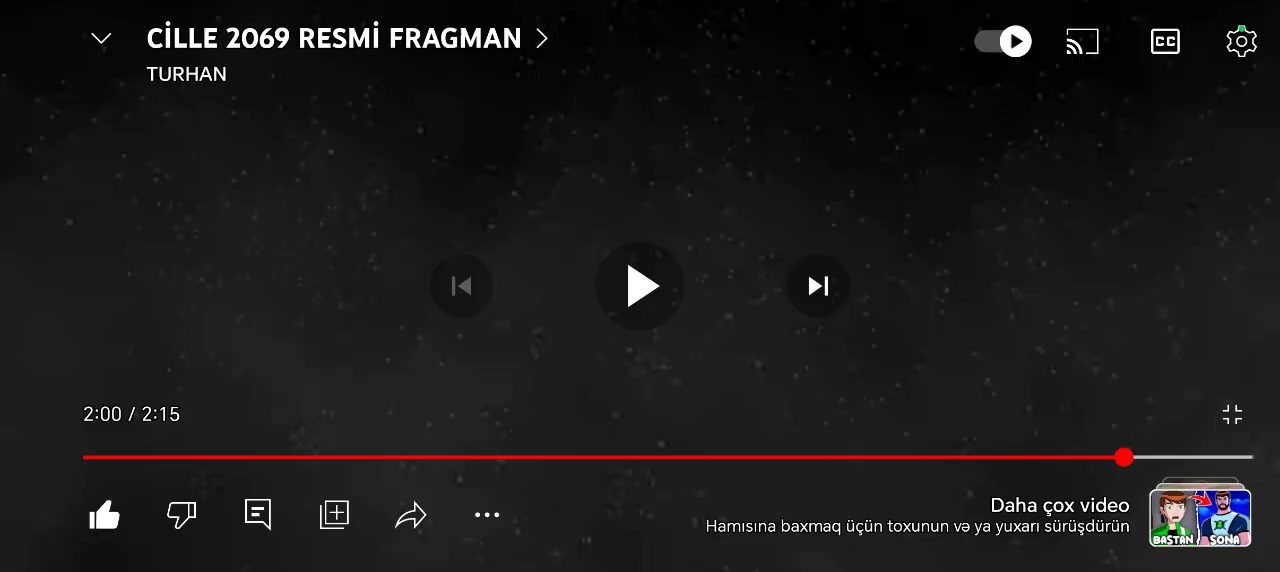 CİLLE 2069 RESMİ FRAGMAN
TURHAN
CC
2:00 / 2:15
Daha çox video
Hamısına baxmaq üçün toxunun və ya yuxarı sürüşdürün
BAŞTAN SONA